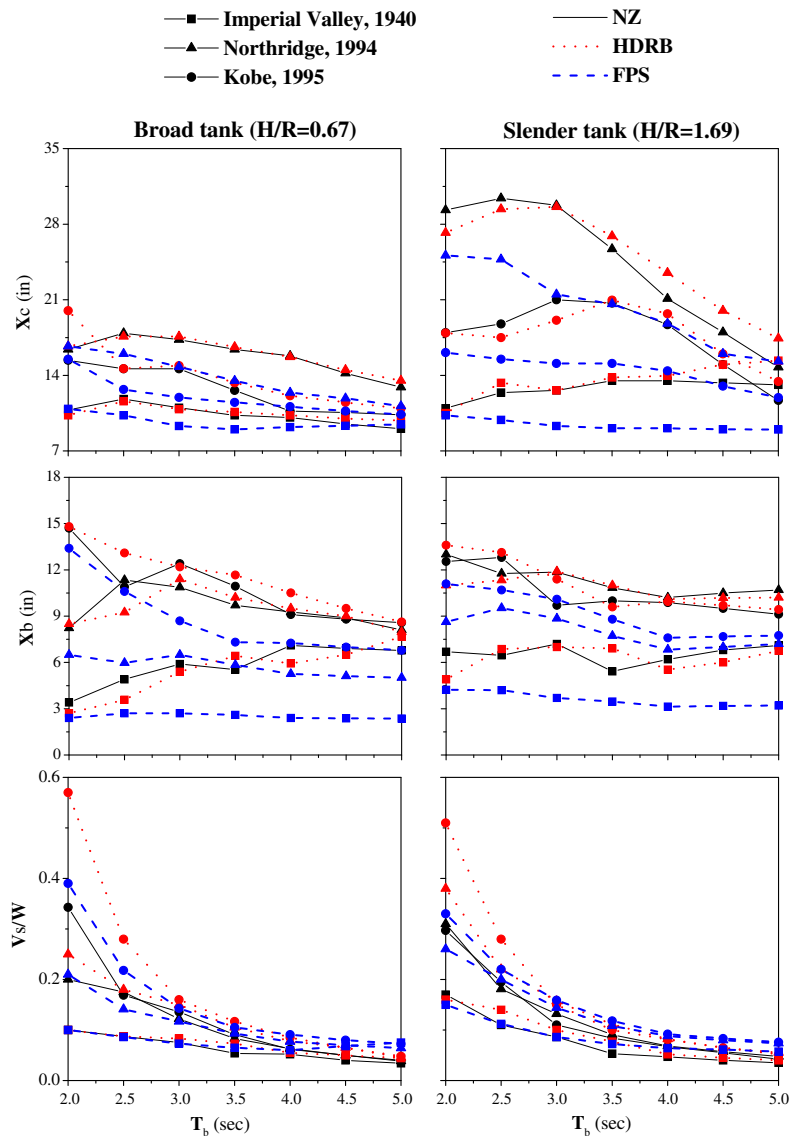 Imperial Valley, 1940
NZ
Northridge, 1994
HDRB
Kobe, 1995
FPS
Broad tank (H/R=0.67)
Slender tank (H/R=1.69)
35
28
21
14
7
Xc (in)
18
15
12
9
6
3
0
Xb (in)
0.6
0.4
0.2
0.0
Vs/W
2.0 2.5 3.0 3.5 4.0 4.5 5.0
2.0 2.5 3.0 3.5 4.0 4.5 5.0
Tb (sec)
Tb (sec)